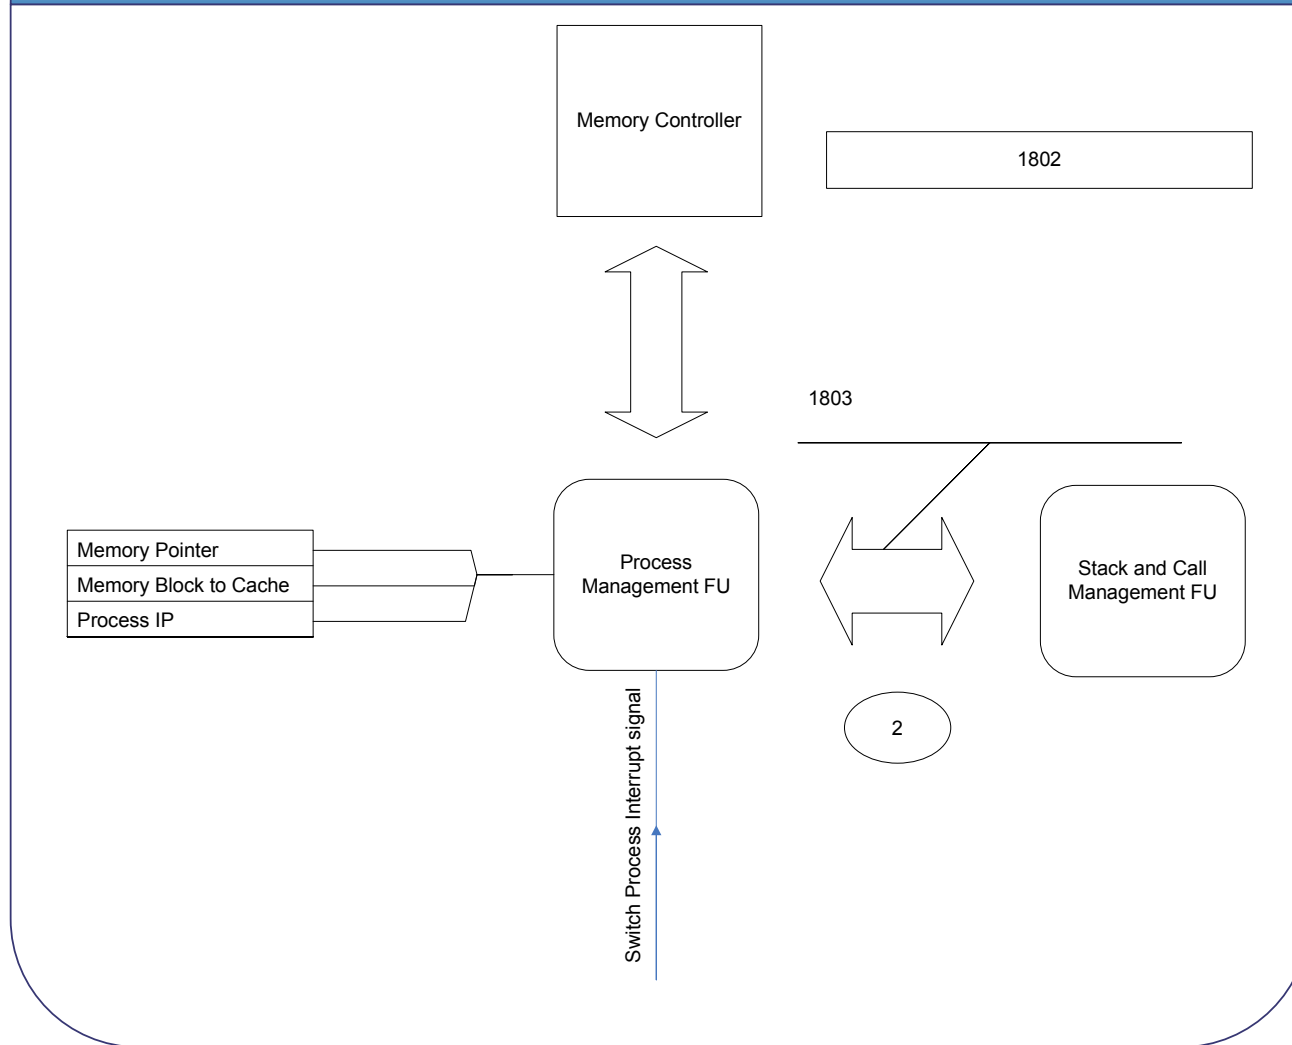 Memory Controller
1802
1803
Memory Pointer
Memory Block to Cache
Process IP
Process
Management FU
Stack and Call
Management FU
2
Switch Process Interrupt signal